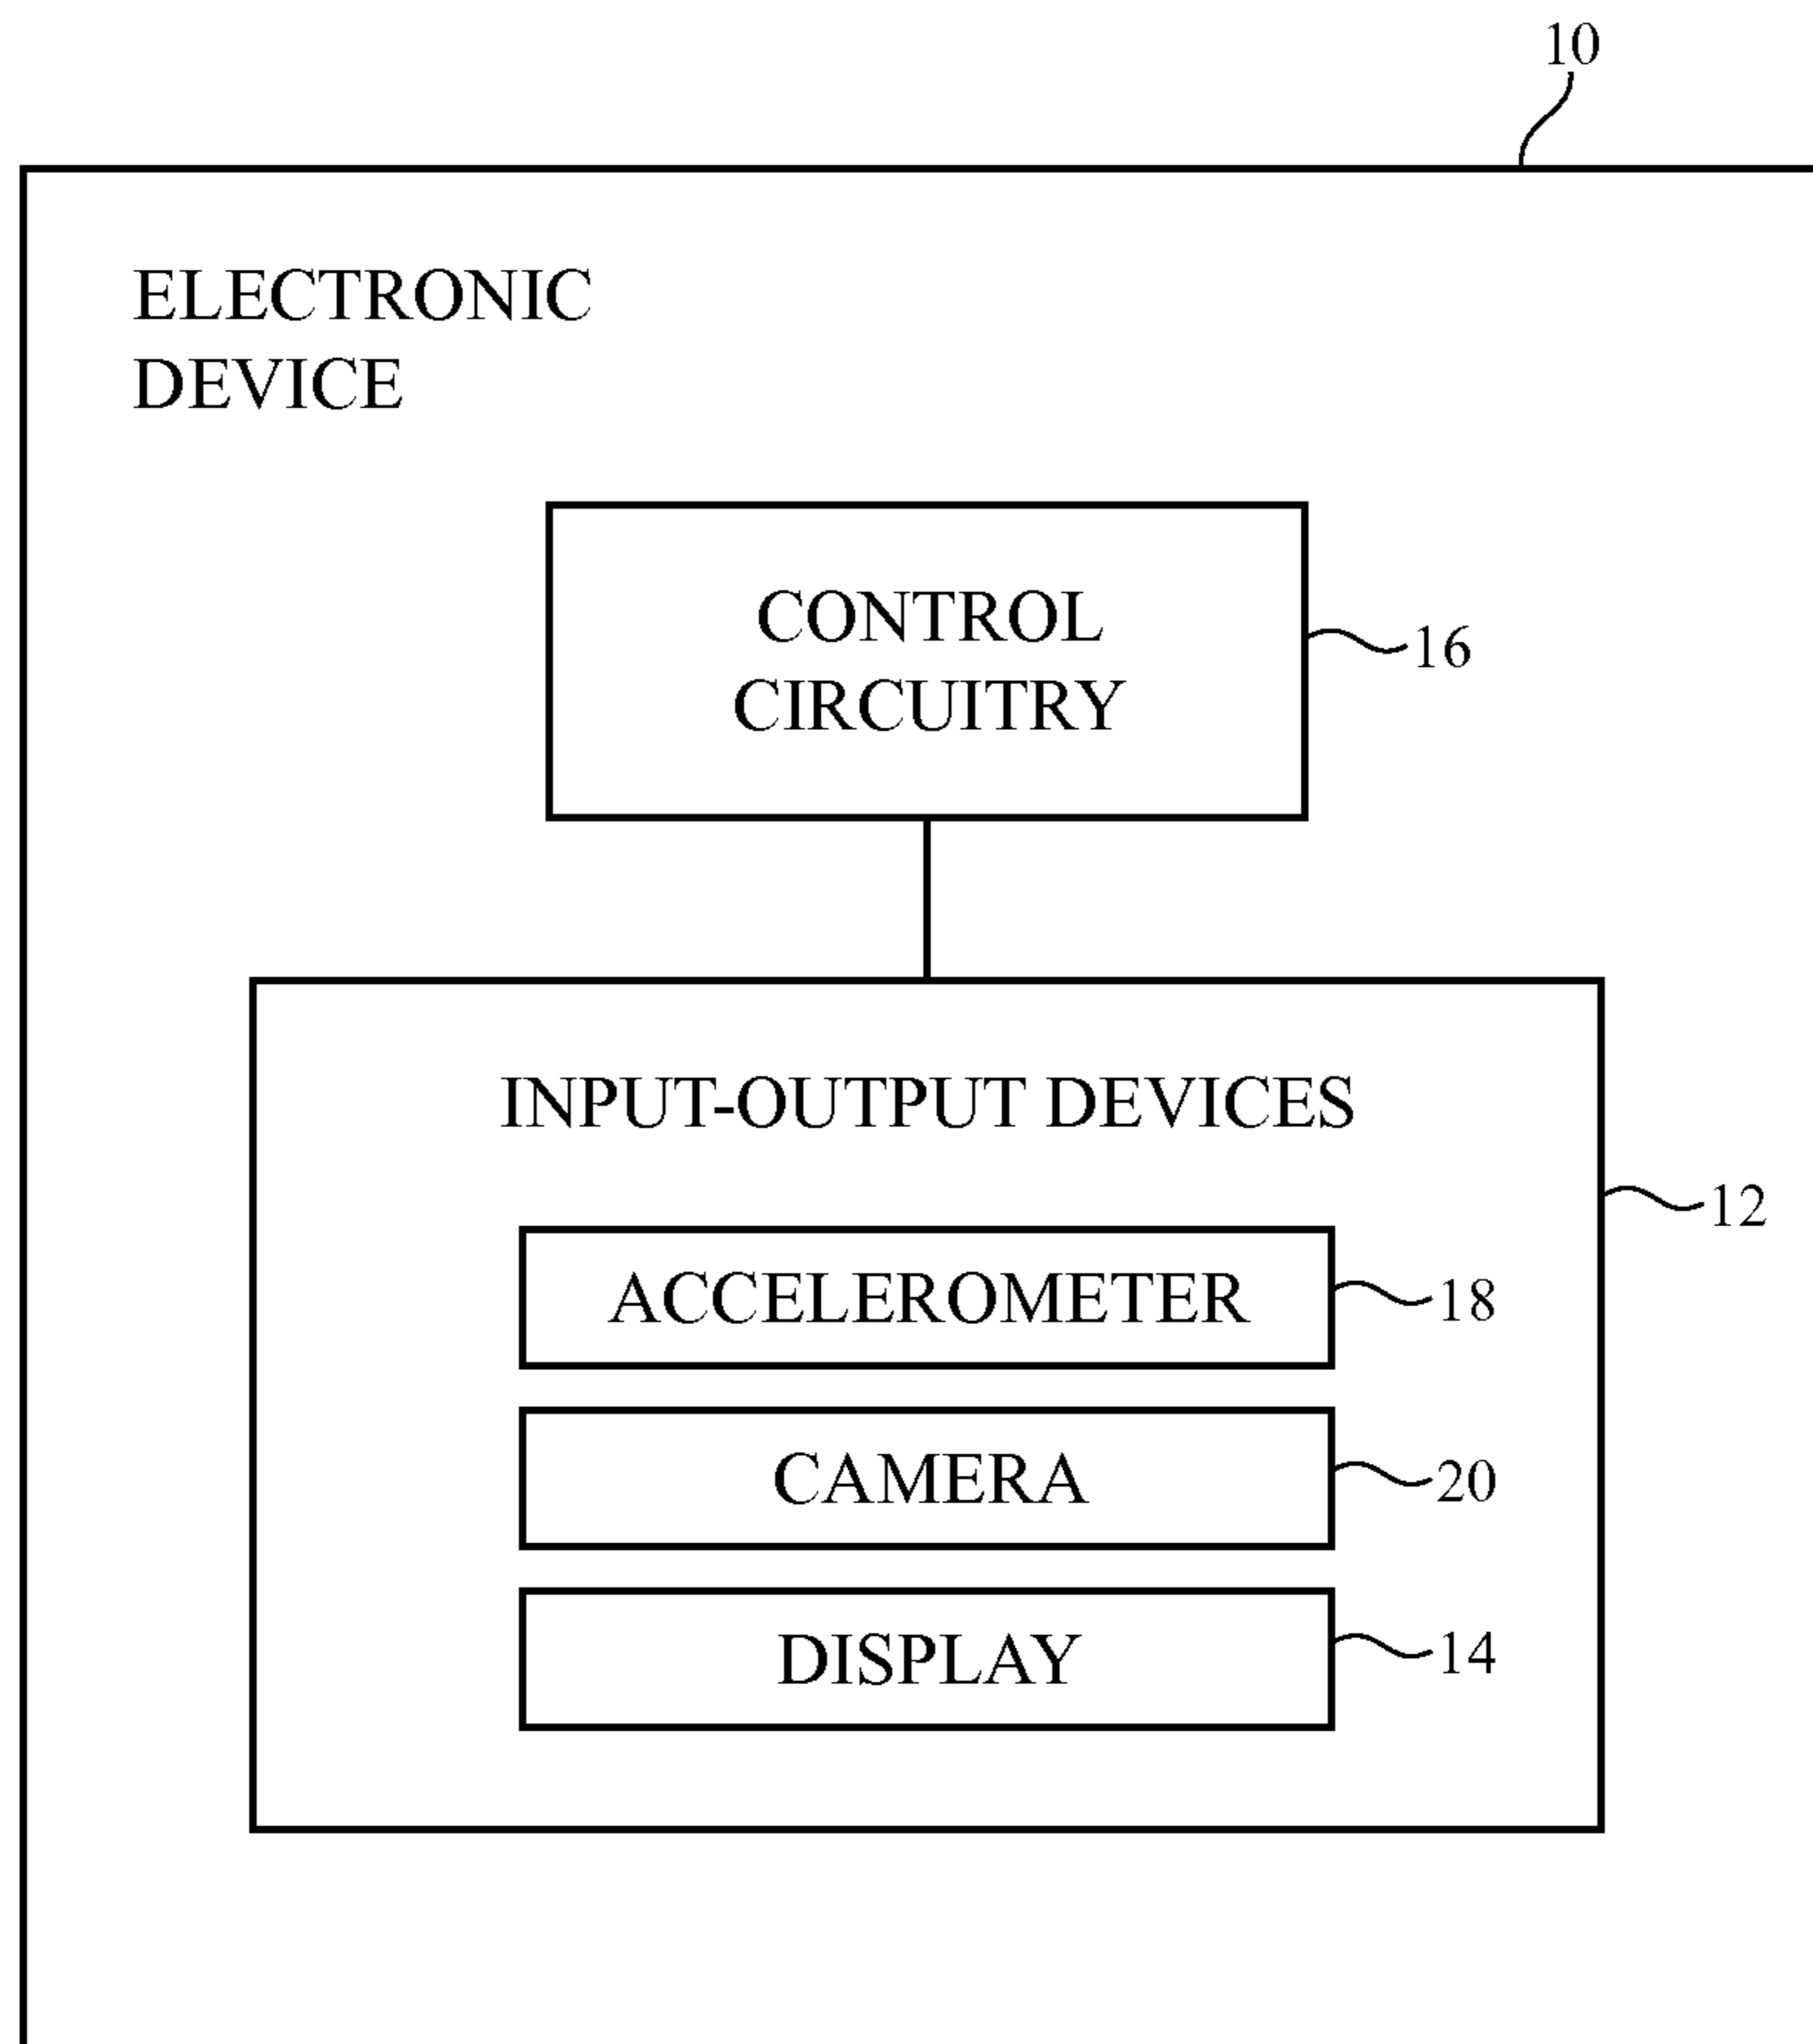 10
ELECTRONIC
DEVICE
CONTROL
CIRCUITRY
16
INPUT-OUTPUT DEVICES
12
ACCELEROMETER
18
CAMERA
20
DISPLAY
14